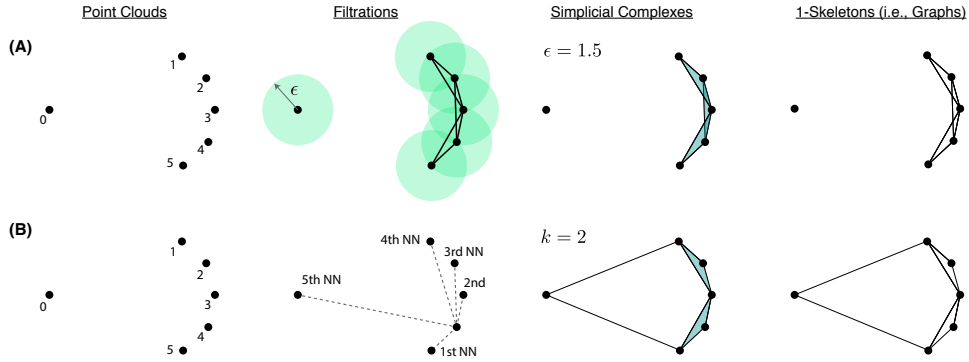 Point Clouds Filtrations Simplicial Complexes 1-Skeletons (i.e., Graphs)
(A)
1
2
3
0
4
5
ϵ
ϵ = 1.5
(B)
1
2
3
0
4
5
4th NN
3rd NN
5th NN
2nd
1st NN
k = 2